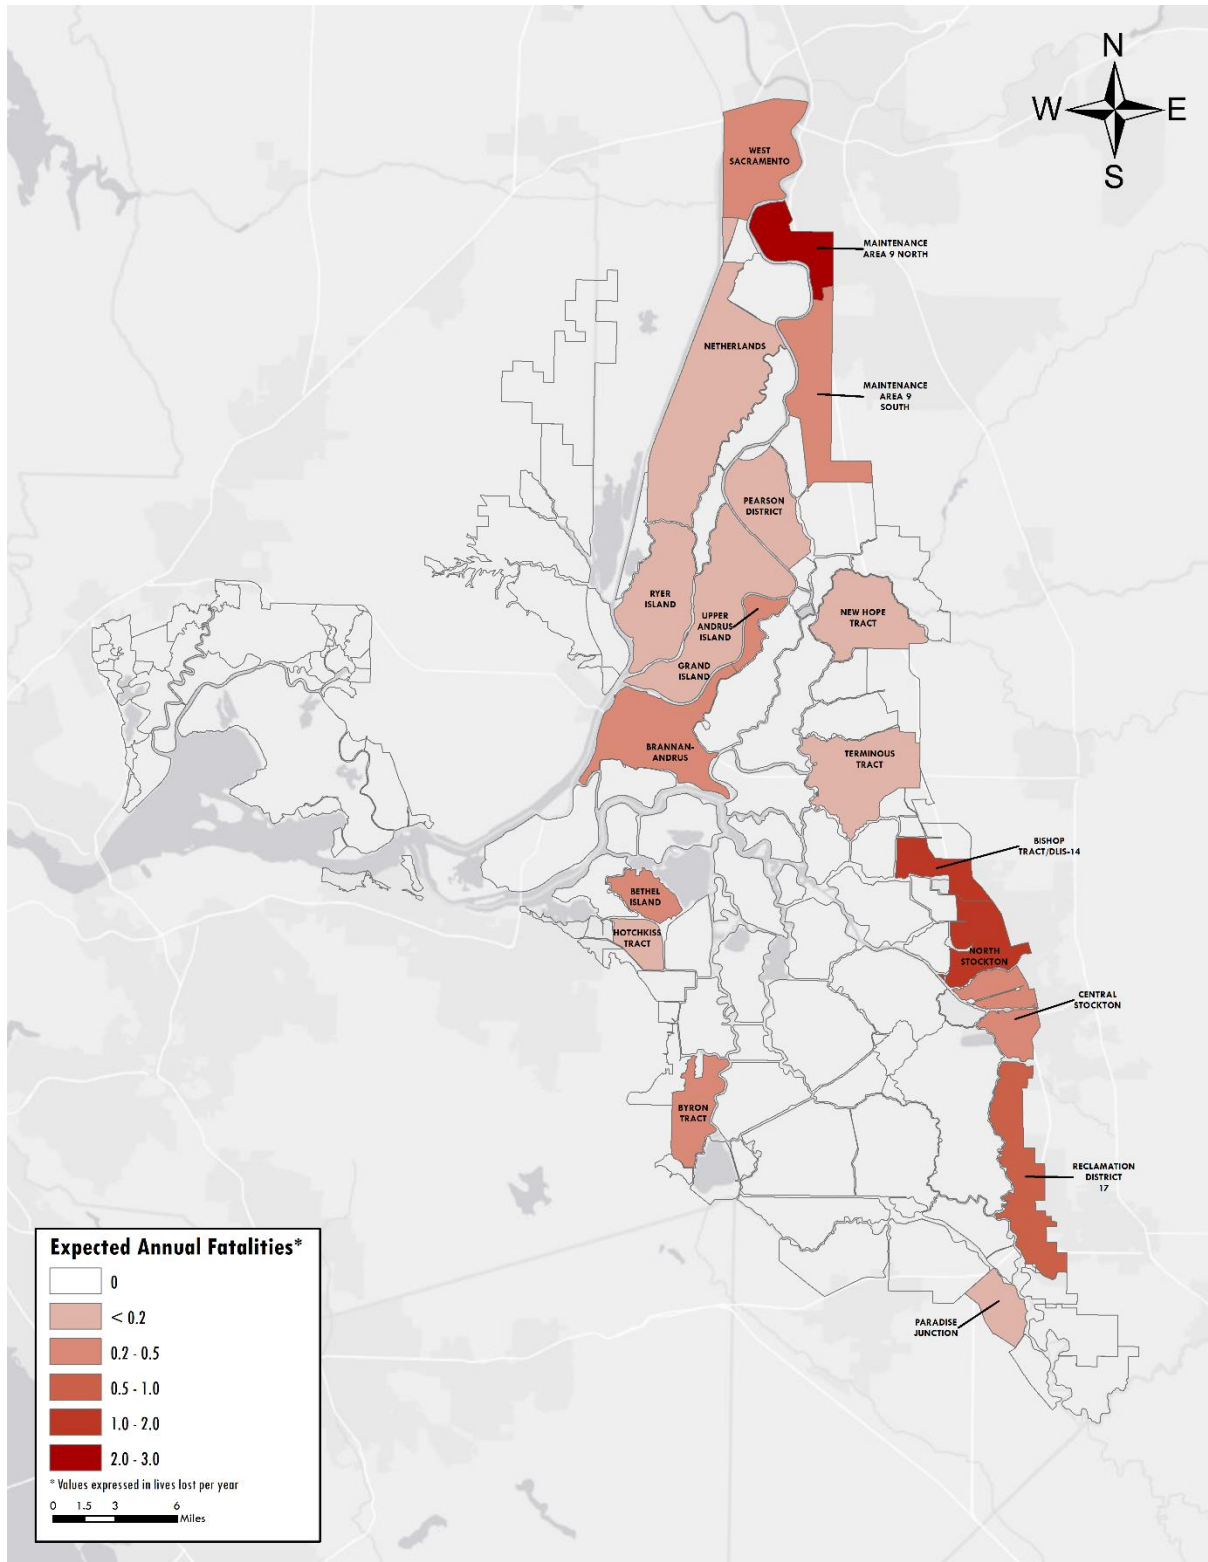 N
W
E
S
WEST
SACRAMENTO
MAINTENANCE
AREA 9 NORTH
NETHERLANDS
MAINTENANCE
AREA 9
SOUTH
PEARSON
DISTRICT
RYER
ISLAND
UPPER
ANDRUS
ISLAND
NEW HOPE
TRACT
GRAND
ISLAND
BRANNAN-
ANDRUS
TERMINOUS
TRACT
BISHOP
TRACT/DLIS-14
BETHEL
ISLAND
HOTCHKISS
TRACT
NORTH
STOCKTON
CENTRAL
STOCKTON
BYRON
TRACT
RECLAMATION
DISTRICT
17
PARADISE
JUNCTION
Expected Annual Fatalities*
0
< 0.2
0.2 - 0.5
0.5 - 1.0
1.0 - 2.0
2.0 - 3.0
* Values expressed in lives lost per year
0 1.5 3 6
Miles